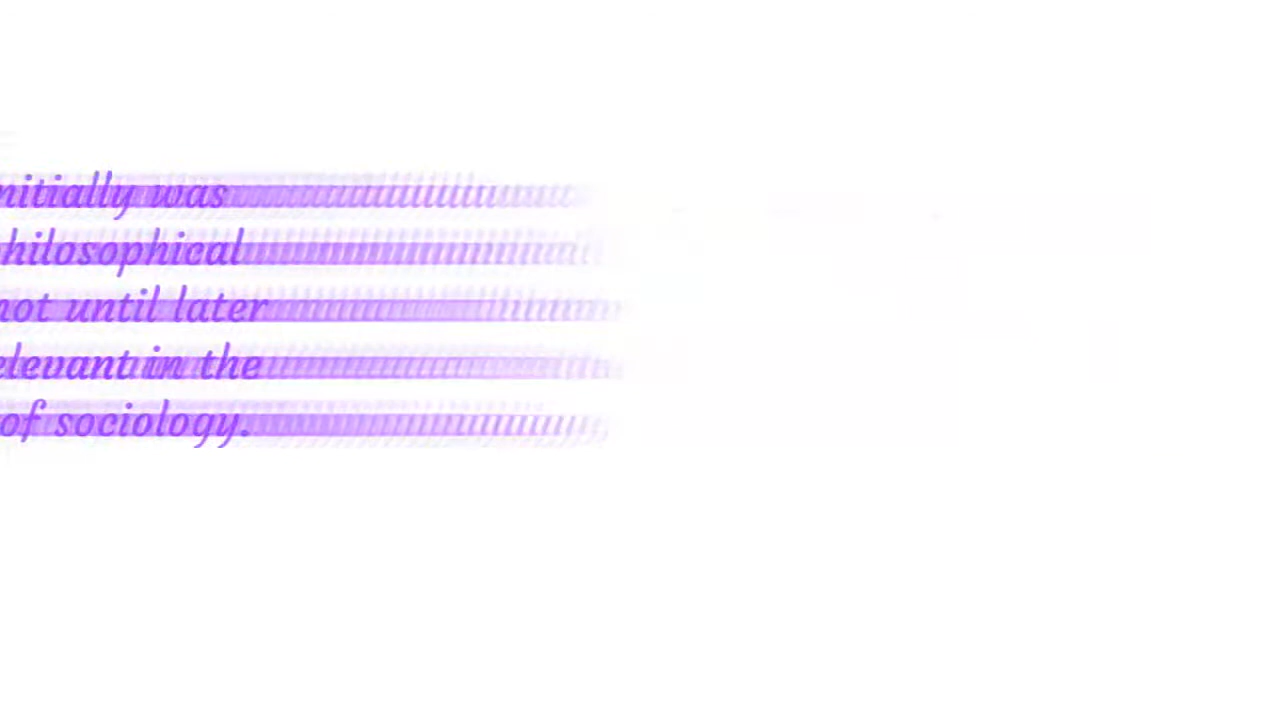 nitially was
hilosophical
not until later
elevant in the
of sociology.